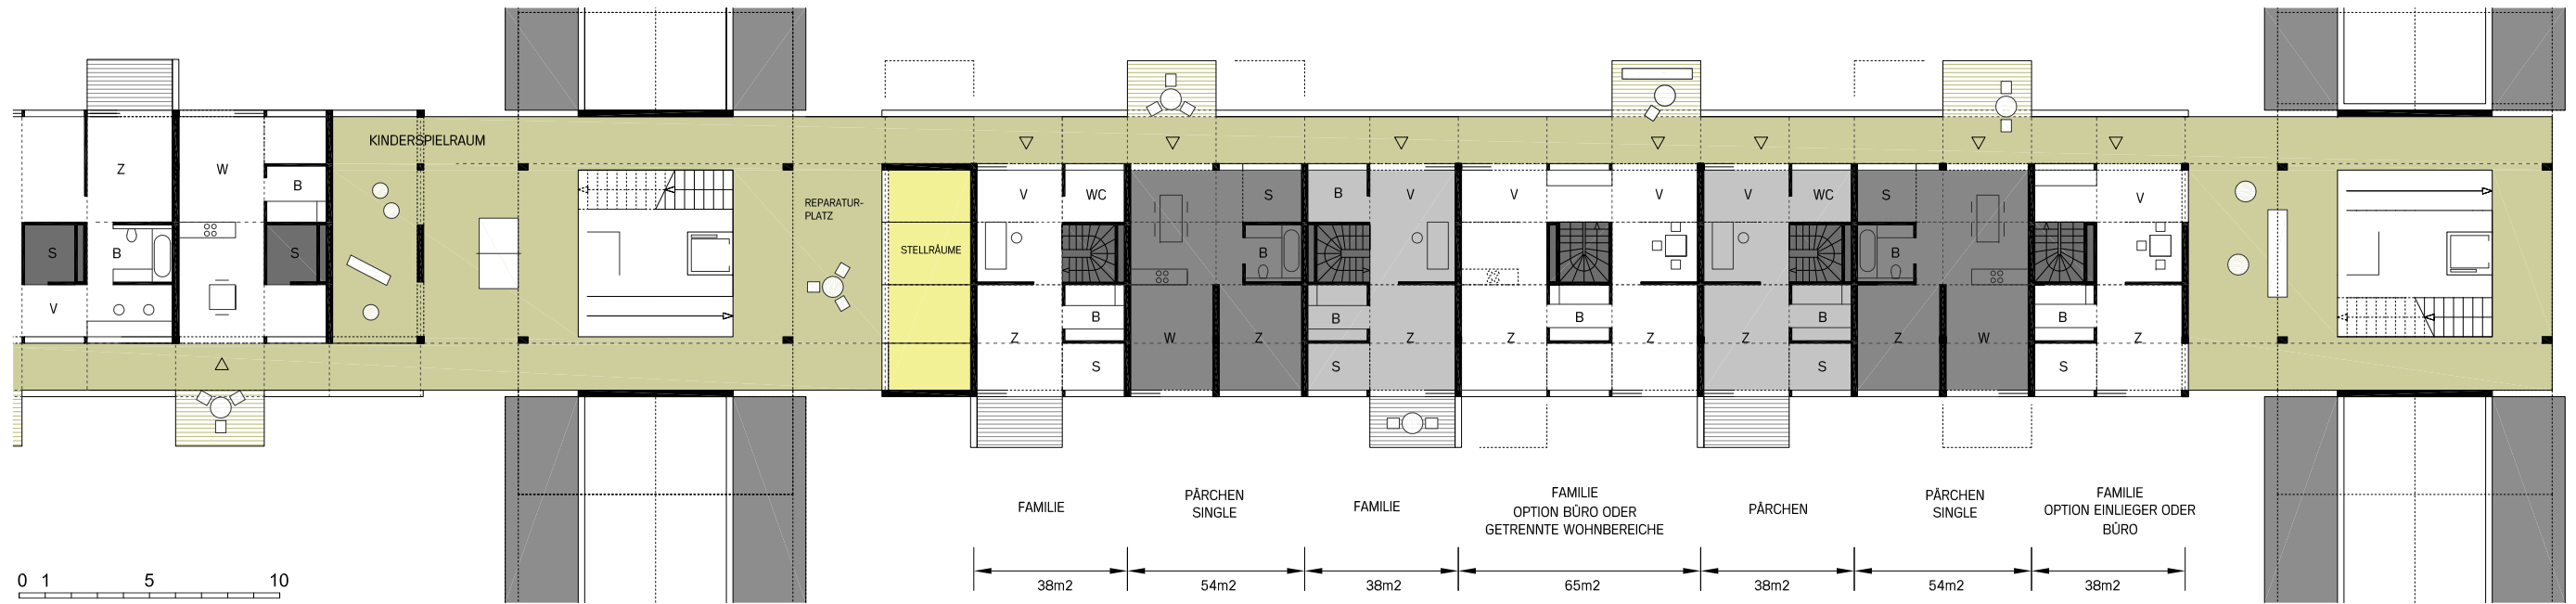 KINDERSPIELRAUM
Z
W
B
S
B
S
V
REPARATUR-
PLATZ
STELLRÄUME
V
WC
S
B
V
V
V
V
WC
S
V
B
B
Z
B
S
W
Z
B
Z
S
Z
B
Z
Z
B
S
Z
W
B
Z
S
FAMILIE
PÄRCHEN
SINGLE
FAMILIE
FAMILIE
OPTION BÜRO ODER
GETRENNTE WOHNBEREICHE
PÄRCHEN
PÄRCHEN
SINGLE
FAMILIE
OPTION EINLIEGER ODER
BÜRO
0 1 5 10
38m2 54m2 38m2 65m2 38m2 54m2 38m2